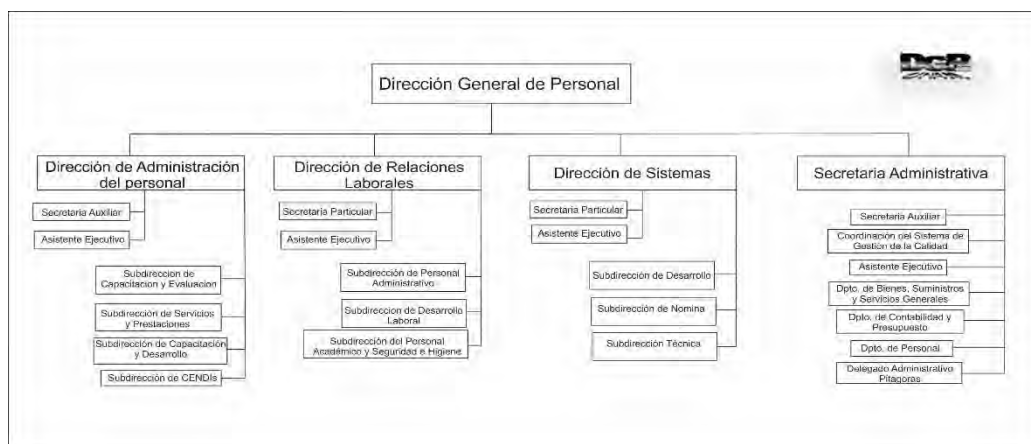 DGP
Dirección General de Personal
Dirección de Administración
del personal
Secretaria Auxiliar
Asistente Ejecutivo
Subdireccion de
Capacitacion y Evaluacion
Subdirección de Servicios
y Prestaciones
Subdirección de Capacitación
y Desarrollo
Subdirección de CENDIs
Dirección de Relaciones
Laborales
Secretaria Particular
Asistente Ejecutivo
Subdirección de Personal
Administrativo
Subdireccion de Desarrollo
Laboral
Subdirección del Personal
Académico y Seguridad e Higiene
Dirección de Sistemas
Secretaria Particular
Asistente Ejecutivo
Subdirección de Desarrollo
Subdirección de Nomina
Subdirección Técnica
Secretaria Administrativa
Secretaria Auxiliar
Coordinación del Sistema de
Gestión de la Calidad
Asistente Ejecutivo
Dpto. de Bienes, Suministros
y Servicios Generales
Dpto. de Contabilidad y
Presupuesto
Dpto. de Personal
Delegado Administrativo
Pitagoras